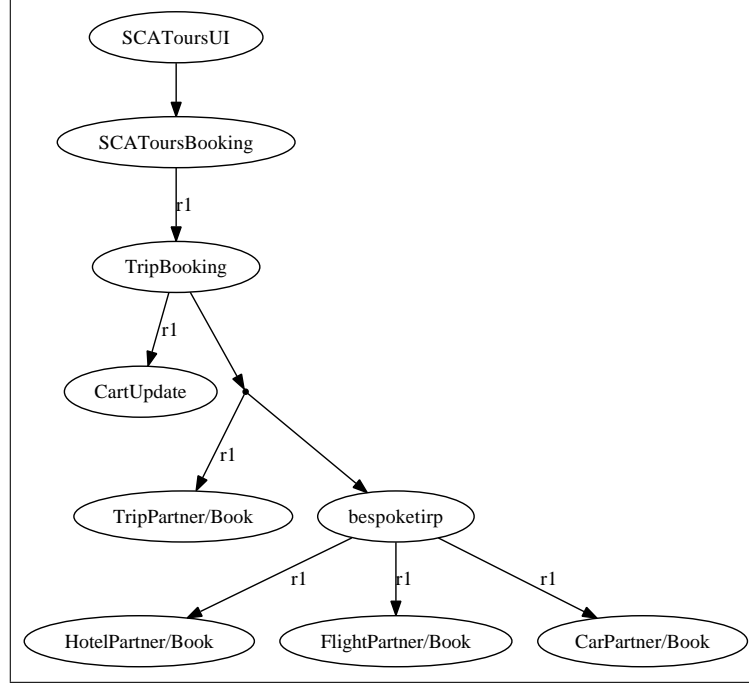 SCAToursUI
SCAToursBooking
r1
TripBooking
r1
CartUpdate
r1
TripPartner/Book
bespoketirp
r1
r1
r1
HotelPartner/Book
FlightPartner/Book
CarPartner/Book